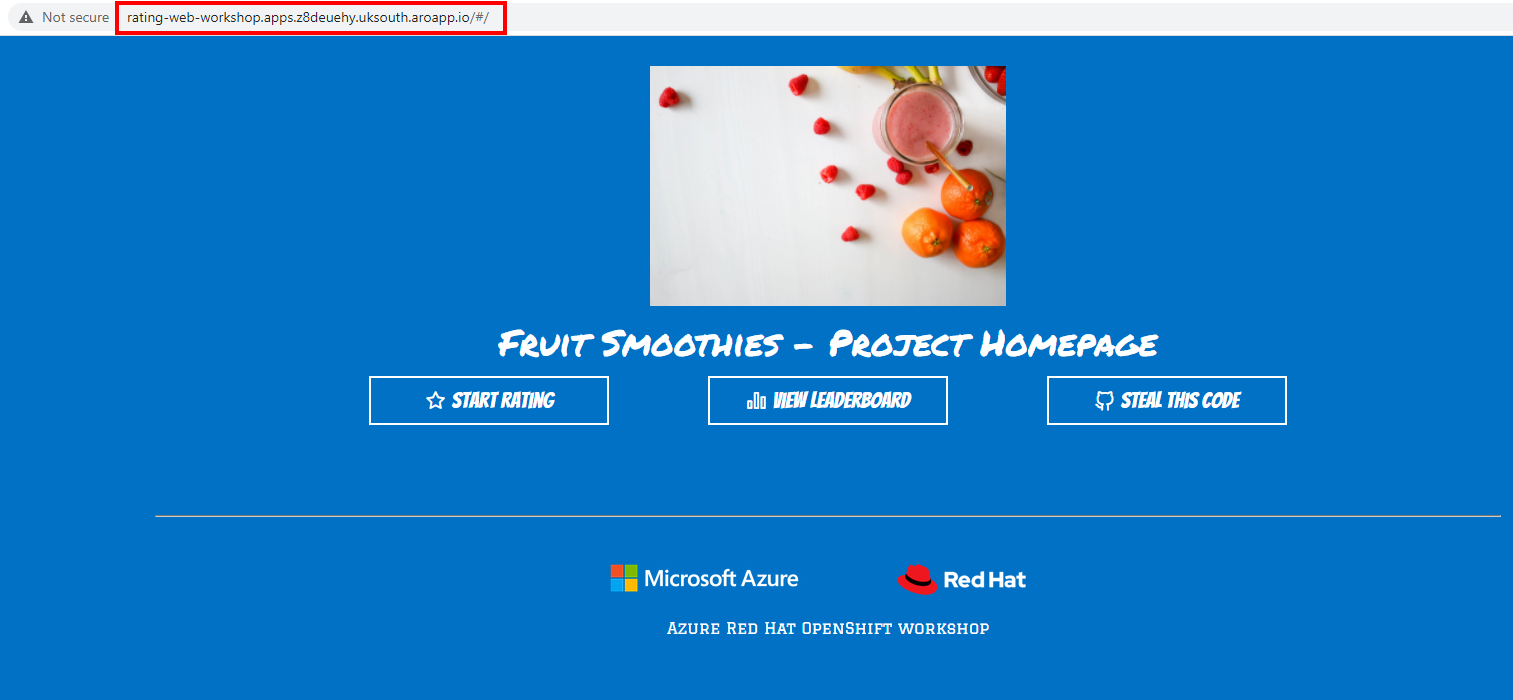 Not secure rating-web-workshop.apps.z8deuehy.uksouth.aroapp.io/#/
Fruit Smoothies - Project Homepage
START RATING VIEW LEADERBOARD STEAL THIS CODE
Microsoft Azure Red Hat
Azure Red Hat OpenShift workshop